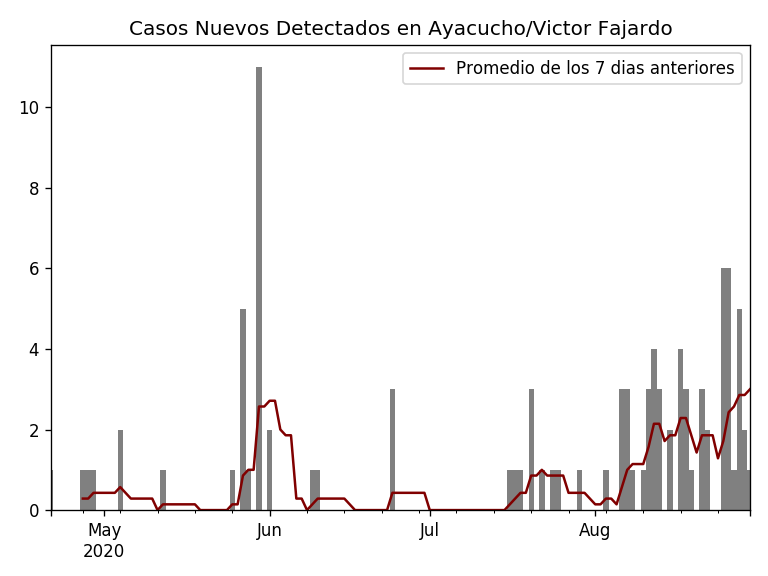 Casos Nuevos Detectados en Ayacucho/Victor Fajardo
Promedio de los 7 dias anteriores
10
8
6
4
2
0
May Jun Jul Aug
2020